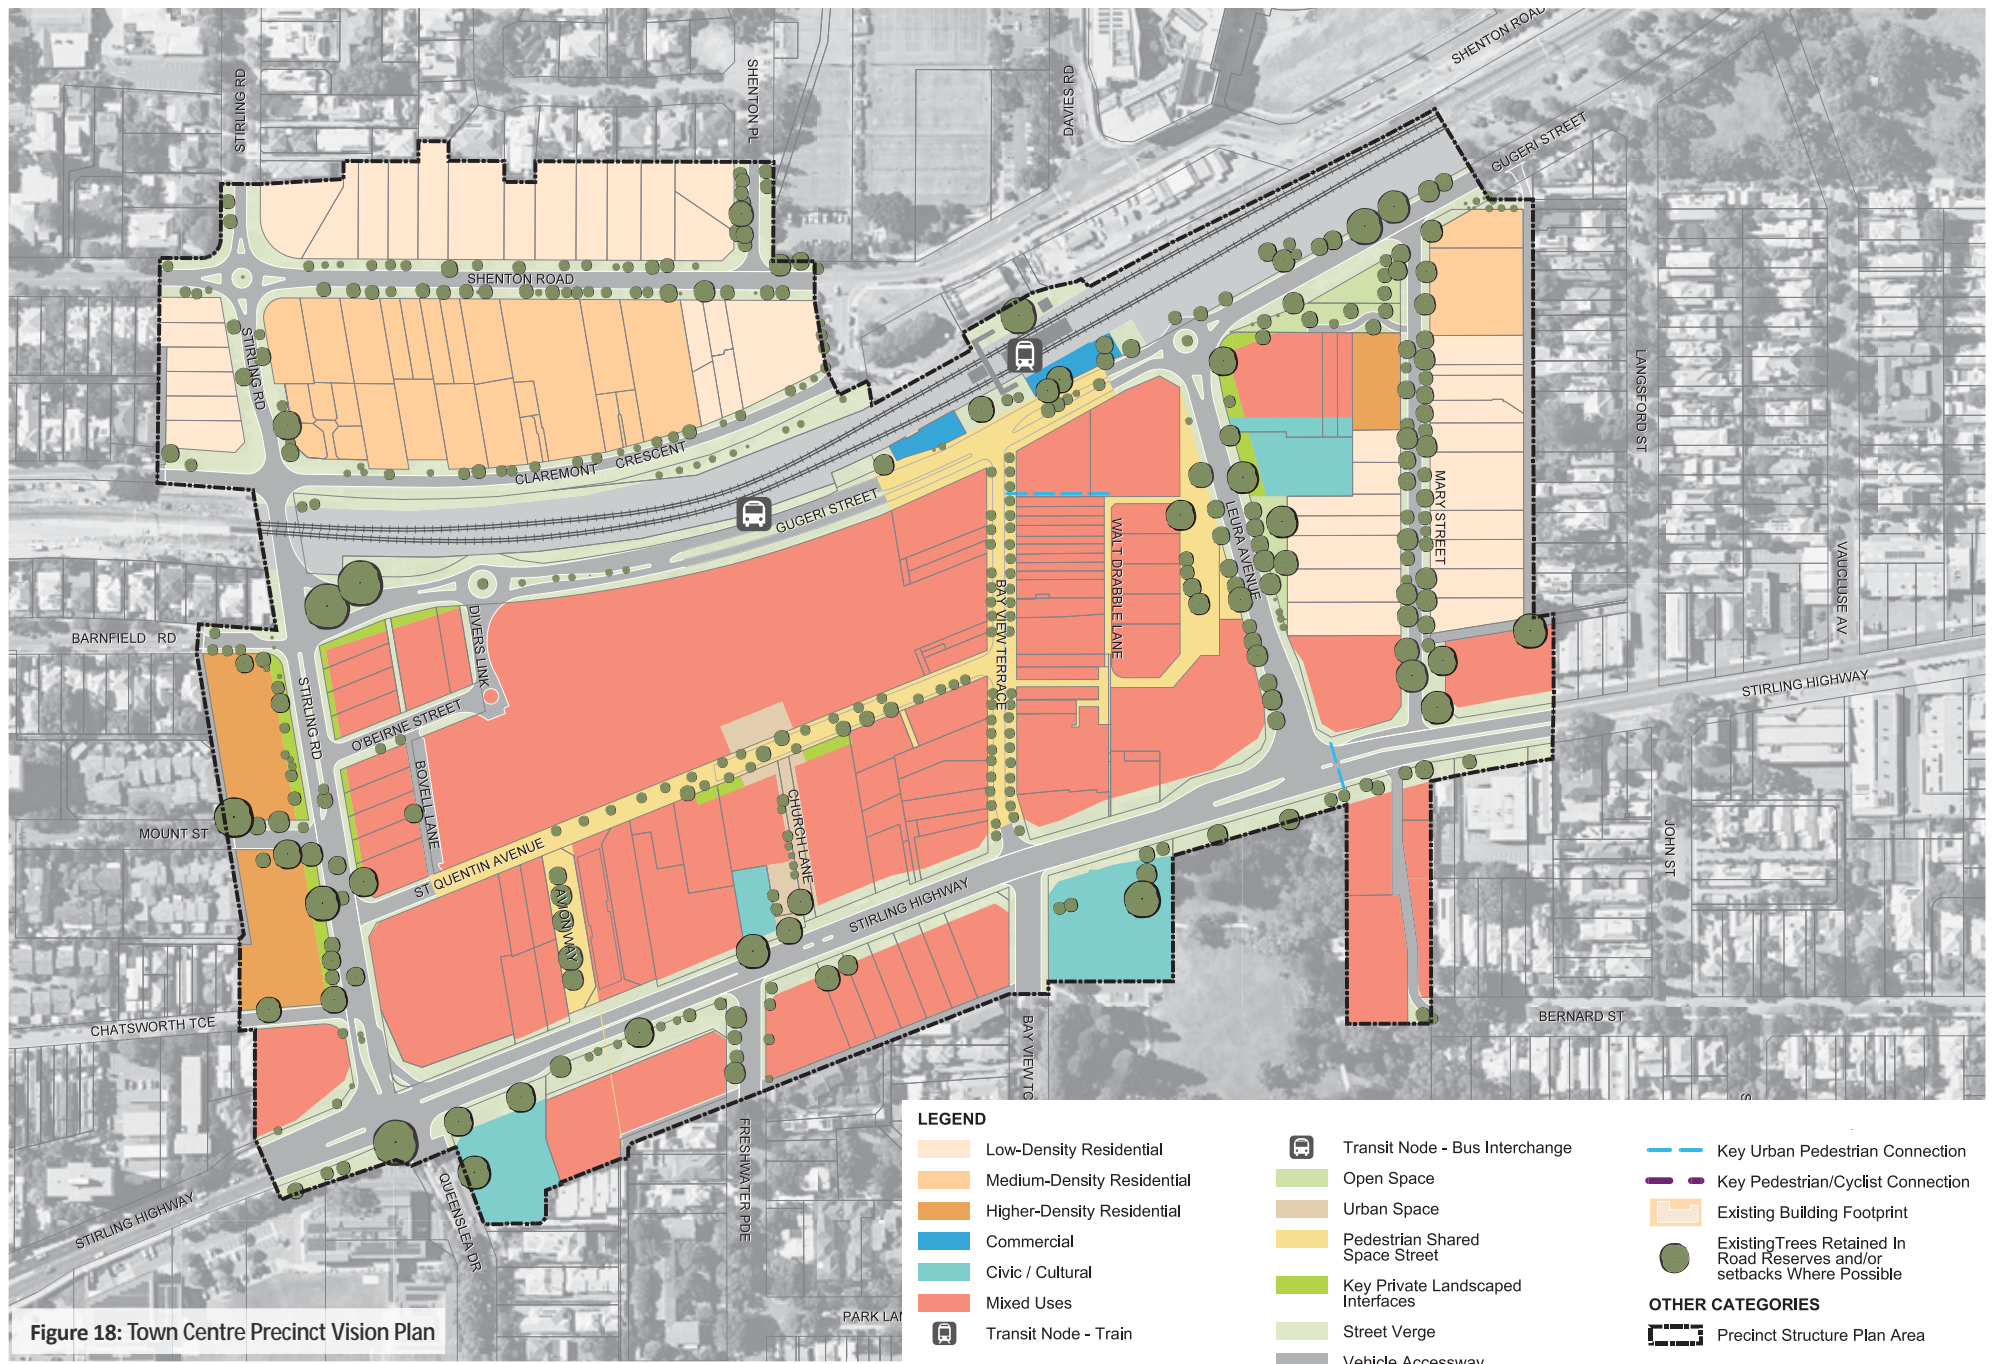 SHENTON ROAD
STIRLING RD
SHENTON PL
DAVIES RD
GUGERI STREET
SHENTON ROAD
STIRLING RD
LANGSFORD ST
CLAREMONT CRESCENT
GUGERI STREET
MARY STREET
WALT DRABBLE LANE
LEURA AVENUE
VAUCLUSE AV
BAY VIEW TERRACE
BARNFIELD RD
DIVERS LINK
STIRLING RD
O'BEIRNE STREET
STIRLING HIGHWAY
BOVELL LANE
CHURCH LANE
MOUNT ST
JOHN ST
ST QUENTIN AVENUE
AVION WAY
STIRLING HIGHWAY
CHATSWORTH TCE
BERNARD ST
BAY VIEW TC
FRESHWATER PDE
QUEENSLEA DR
STIRLING HIGHWAY
PARK LA
S
LEGEND
Low-Density Residential
Medium-Density Residential
Higher-Density Residential
Commercial
Civic / Cultural
Mixed Uses
Transit Node - Train
Transit Node - Bus Interchange
Open Space
Urban Space
Pedestrian Shared
Space Street
Key Private Landscaped
Interfaces
Street Verge
Vehicle Accessway
Key Urban Pedestrian Connection
Key Pedestrian/Cyclist Connection
Existing Building Footprint
ExistingTrees Retained In
Road Reserves and/or
setbacks Where Possible
OTHER CATEGORIES
Precinct Structure Plan Area
Figure 18: Town Centre Precinct Vision Plan